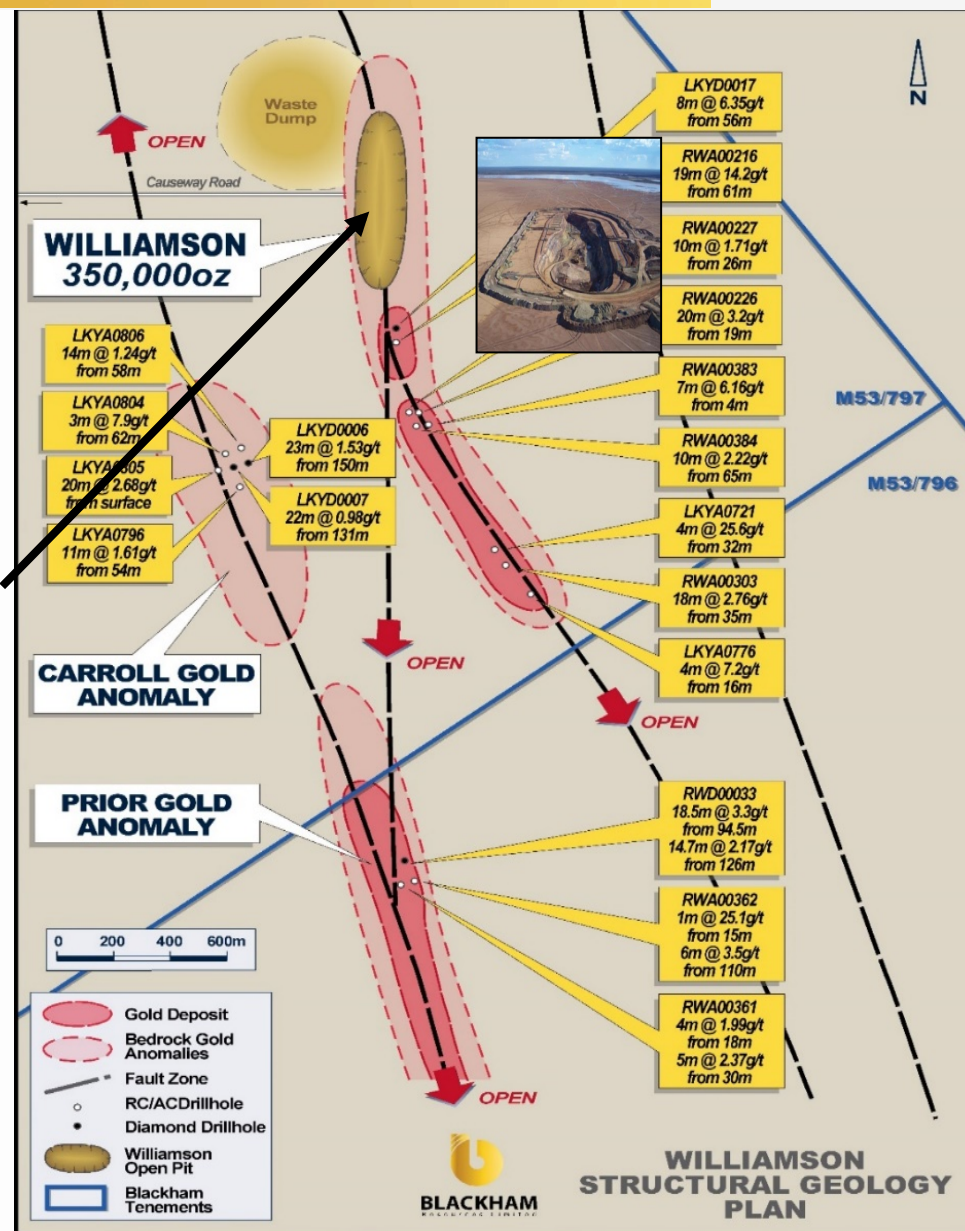 Waste
Dump
N
OPEN
Causeway Road
WILLIAMSON
350,000oz
LKYD0017
8m @ 6.35g/t
from 56m
RWA00216
19m @ 14.2g/t
from 61m
RWA00227
10m @ 1.71g/t
from 26m
RWA00226
20m @ 3.2g/t
from 19m
RWA00383
7m @ 6.16g/t
from 4m
RWA00384
10m @ 2.22g/t
from 65m
LKYA0721
4m @ 25.6g/t
from 32m
RWA00303
18m @ 2.76g/t
from 35m
LKYA0776
4m @ 7.2g/t
from 16m
M53/797
M53/796
LKYA0806
14m @ 1.24g/t
from 58m
LKYA0804
3m @ 7.9g/t
from 62m
LKYA0805
20m @ 2.68g/t
from surface
LKYA0796
11m @ 1.61g/t
from 54m
LKYD0006
23m @ 1.53g/t
from 150m
LKYD0007
22m @ 0.98g/t
from 131m
OPEN
OPEN
CARROLL GOLD
ANOMALY
PRIOR GOLD
ANOMALY
RWD00033
18.5m @ 3.3g/t
from 94.5m
14.7m @ 2.17g/t
from 126m
RWA00362
1m @ 25.1g/t
from 15m
6m @ 3.5g/t
from 110m
RWA00361
4m @ 1.99g/t
from 18m
5m @ 2.37g/t
from 30m
0 200 400 600m
Gold Deposit
Bedrock Gold
Anomalies
Fault Zone
RC/ACDrillhole
Diamond Drillhole
Williamson
Open Pit
Blackham
Tenements
OPEN
BLACKHAM
Resources Limited
WILLIAMSON
STRUCTURAL GEOLOGY
PLAN